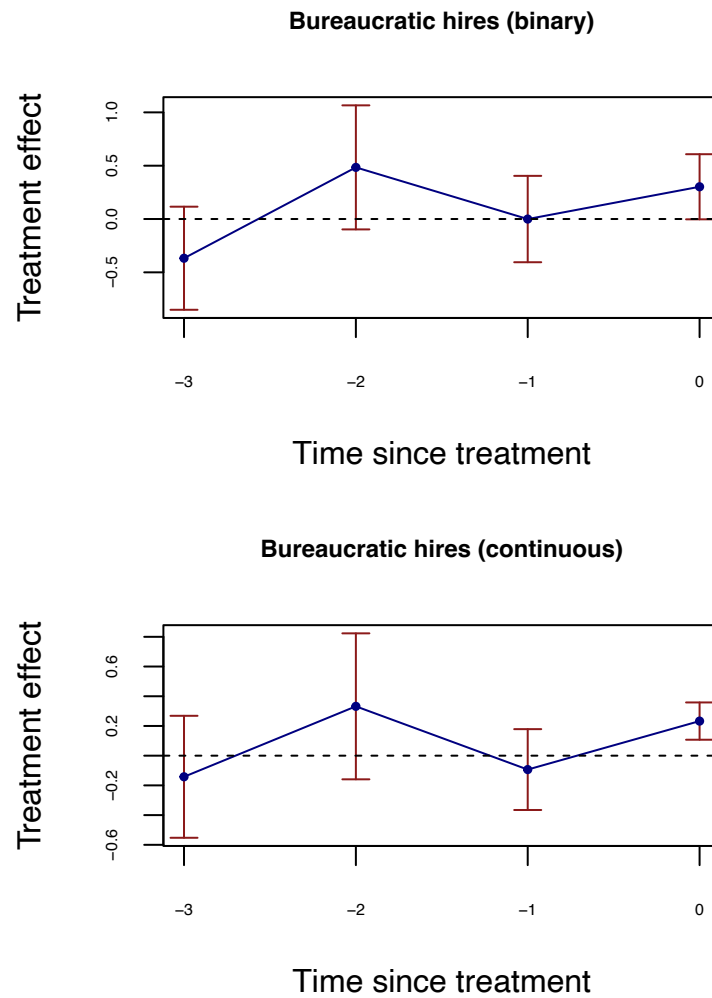 Bureaucratic hires (binary)
Treatment effect
1.0
0.5
0.0
−0.5
−3 −2 −1 0
Time since treatment
Bureaucratic hires (continuous)
Treatment effect
0.6
0.2
−0.2
−0.6
−3 −2 −1 0
Time since treatment